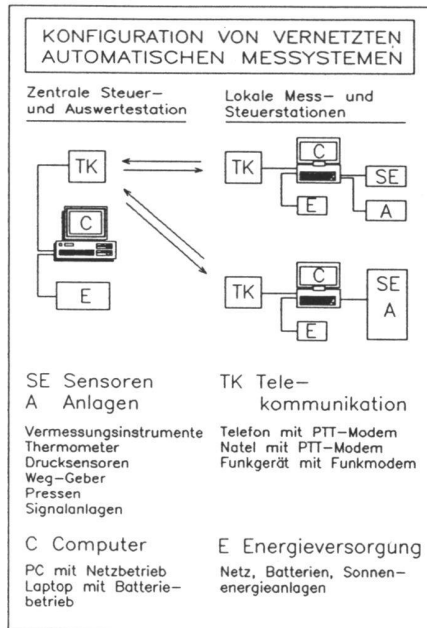 KONFIGURATION VON VERNETZTEN
AUTOMATISCHEN MESSYSTEMEN
Zentrale Steuer-
und Auswertestation
Lokale Mess- und
Steuerstationen
TK
C
E
TK
C
SE
E
A
TK
C
SE
A
E
SE Sensoren
A Anlagen
Vermessungsinstrumente
Thermometer
Drucksensoren
Weg-Geber
Pressen
Signalanlagen
TK Tele-
kommunikation
Telefon mit PTT-Modem
Natel mit PTT-Modem
Funkgerät mit Funkmodem
C Computer
PC mit Netzbetrieb
Laptop mit Batterie-
betrieb
E Energieversorgung
Netz, Batterien, Sonnen-
energieanlagen